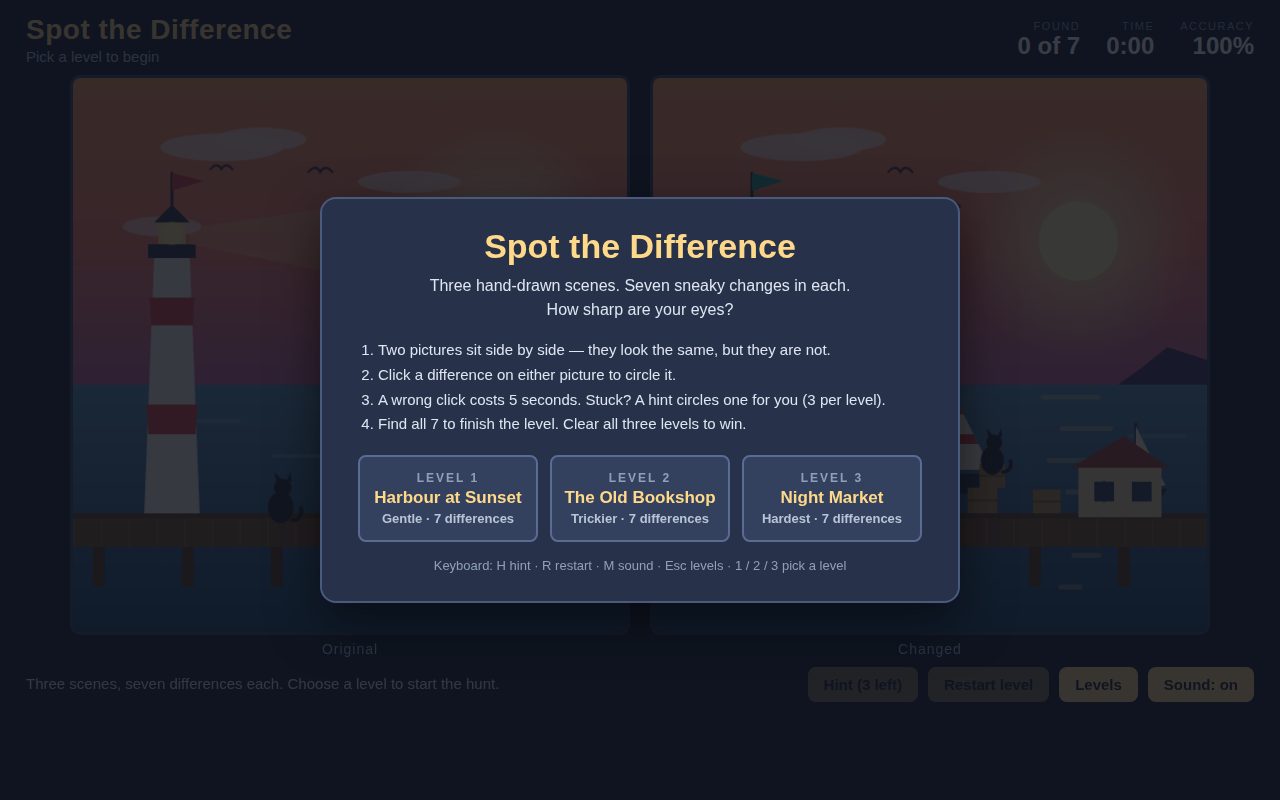 Spot the Difference
Pick a level to begin
FOUND
0 of 7
TIME
0:00
ACCURACY
100%
Spot the Difference
Three hand-drawn scenes. Seven sneaky changes in each.
How sharp are your eyes?
1. Two pictures sit side by side — they look the same, but they are not.
2. Click a difference on either picture to circle it.
3. A wrong click costs 5 seconds. Stuck? A hint circles one for you (3 per level).
4. Find all 7 to finish the level. Clear all three levels to win.
LEVEL 1
Harbour at Sunset
Gentle · 7 differences
LEVEL 2
The Old Bookshop
Trickier · 7 differences
LEVEL 3
Night Market
Hardest · 7 differences
Keyboard: H hint · R restart · M sound · Esc levels · 1 / 2 / 3 pick a level
Original
Changed
Three scenes, seven differences each. Choose a level to start the hunt.
Hint (3 left)
Restart level
Levels
Sound: on